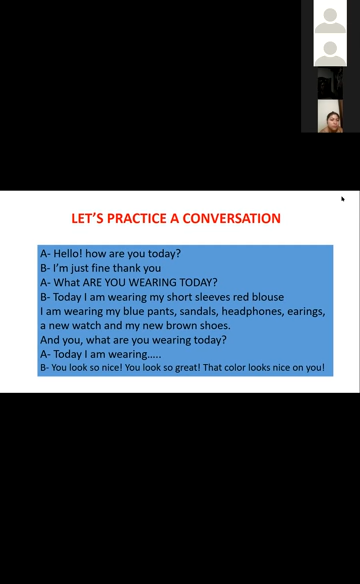 LET'S PRACTICE A CONVERSATION
A- Hello! how are you today?
B- I'm just fine thank you
A- What ARE YOU WEARING TODAY?
B- Today I am wearing my short sleeves red blouse
I am wearing my blue pants, sandals, headphones, earings,
a new watch and my new brown shoes.
And you, what are you wearing today?
A- Today I am wearing.....
B- You look so nice! You look so great! That color looks nice on you!